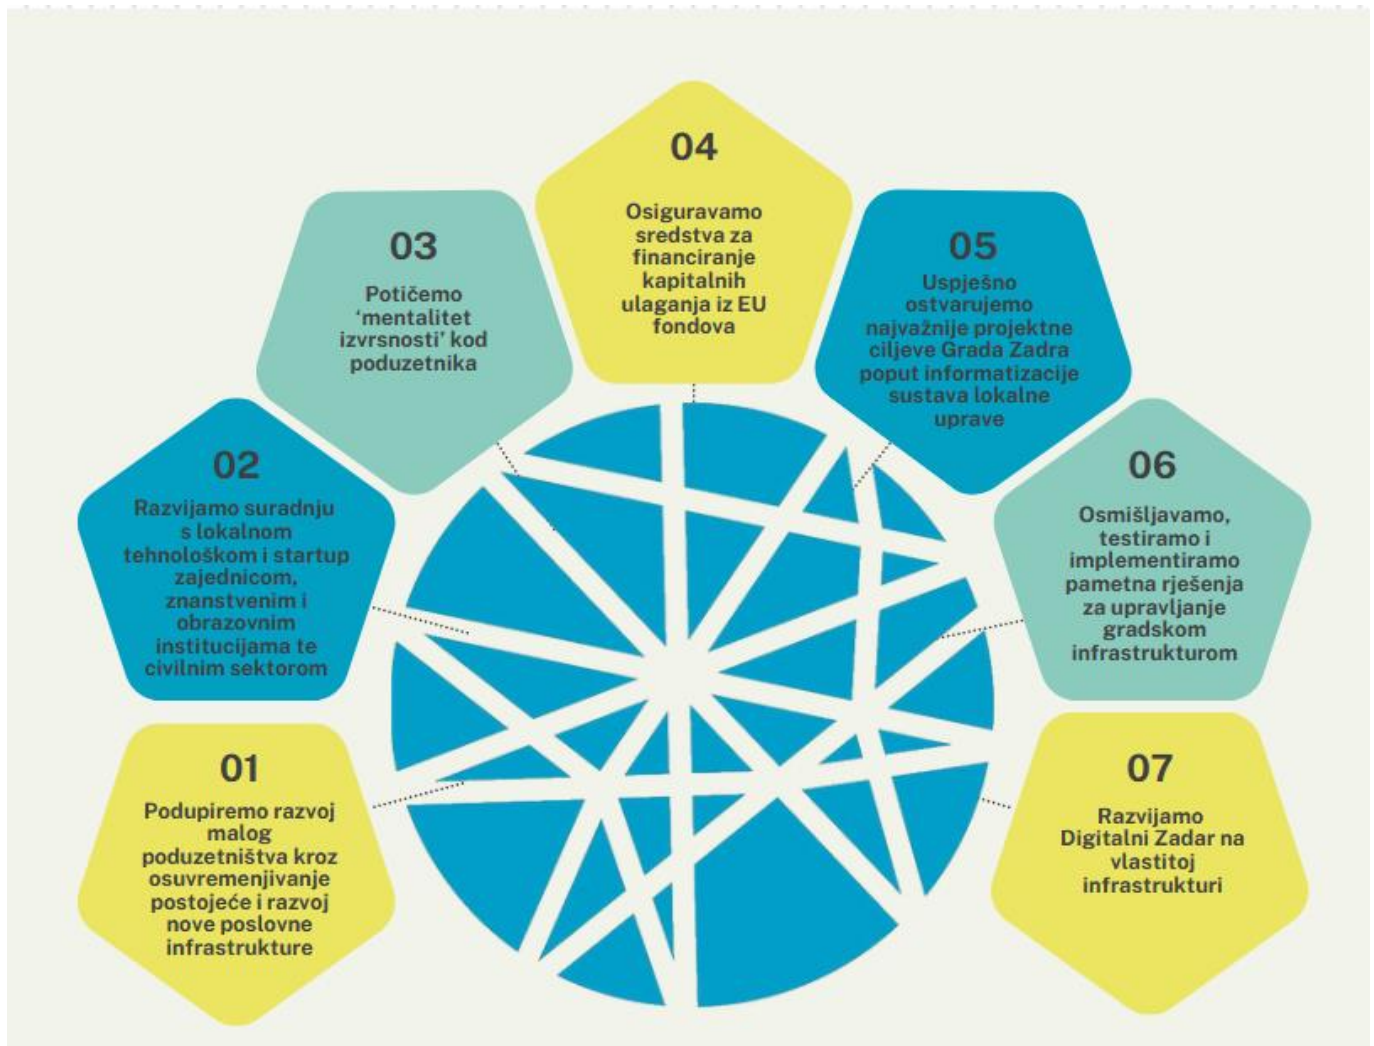 01
Podupiremo razvoj
malog
poduzetništva kroz
osuvremenjivanje
postojeće i razvoj
nove poslovne
infrastrukture
02
Razvijamo suradnju
s lokalnom
tehnološkom i startup
zajednicom,
znanstvenim i
obrazovnim
institucijama te
civilnim sektorom
03
Potičemo
‘mentalitet
izvrsnosti’ kod
poduzetnika
04
Osiguravamo
sredstva za
financiranje
kapitalnih
ulaganja iz EU
fondova
05
Uspješno
ostvarujemo
najvažnije projektne
ciljeve Grada Zadra
poput informatizacije
sustava lokalne
uprave
06
Osmišljavamo,
testiramo i
implementiramo
pametna rješenja
za upravljanje
gradskom
infrastrukturom
07
Razvijamo
Digitalni Zadar na
vlastitoj
infrastrukturi